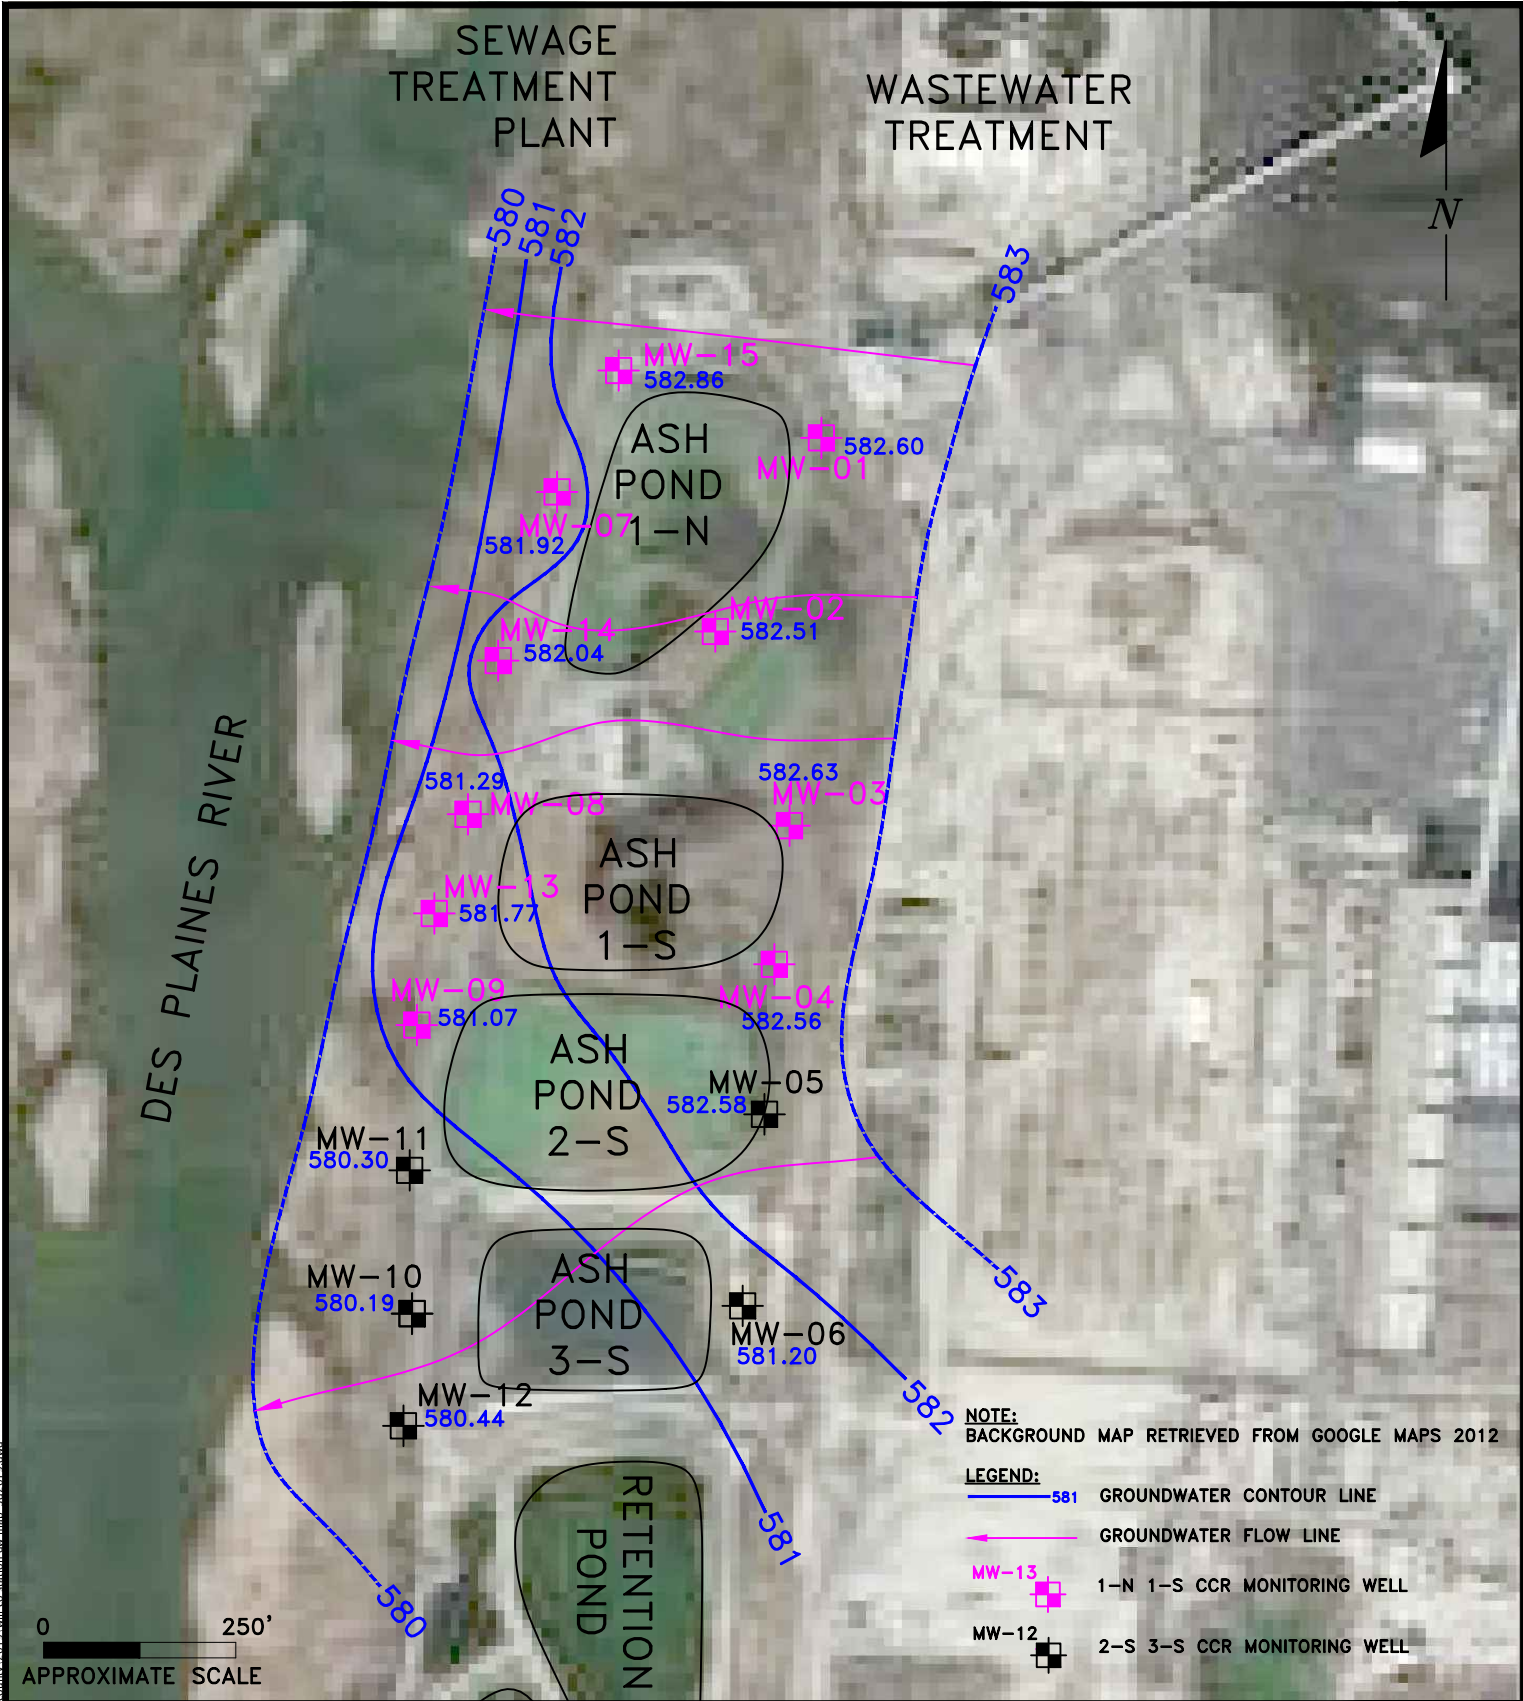 SEWAGE
TREATMENT
PLANT
WASTEWATER
TREATMENT
N
580
581
582
583
MW-15
582.86
582.60
MW-01
ASH
POND
1-N
MW-07
581.92
MW-02
582.51
MW-14
582.04
DES PLAINES RIVER
582.63
MW-03
581.29
MW-08
ASH
POND
1-S
MW-13
581.77
MW-09
581.07
MW-04
582.56
ASH
POND
2-S
MW-05
582.58
MW-11
580.30
ASH
POND
3-S
MW-10
580.19
583
MW-06
581.20
MW-12
580.44
582
581
580
RETENTION
POND
NOTE:
BACKGROUND MAP RETRIEVED FROM GOOGLE MAPS 2012
LEGEND:
581 GROUNDWATER CONTOUR LINE
GROUNDWATER FLOW LINE
MW-13 1-N 1-S CCR MONITORING WELL
MW-12 2-S 3-S CCR MONITORING WELL
0 250'
APPROXIMATE SCALE